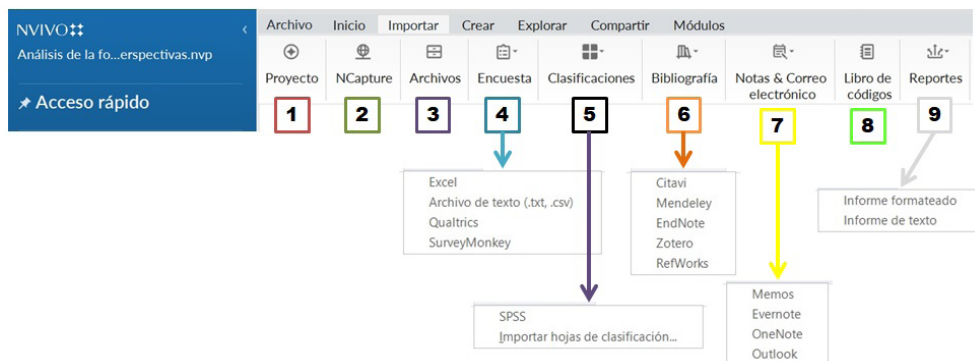 NVIVO
Análisis de la fo...erspectivas.nvp
Acceso rápido
Archivo Inicio Importar Crear Explorar Compartir Módulos
Proyecto NCapture Archivos Encuesta Clasificaciones Bibliografía Notas & Correo electrónico Libro de códigos Reportes
1 2 3 4 5 6 7 8 9
Excel
Archivo de texto (.txt, .csv)
Qualtrics
SurveyMonkey
SPSS
Importar hojas de clasificación...
Citavi
Mendeley
EndNote
Zotero
RefWorks
Memos
Evernote
OneNote
Outlook
Informe formateado
Informe de texto